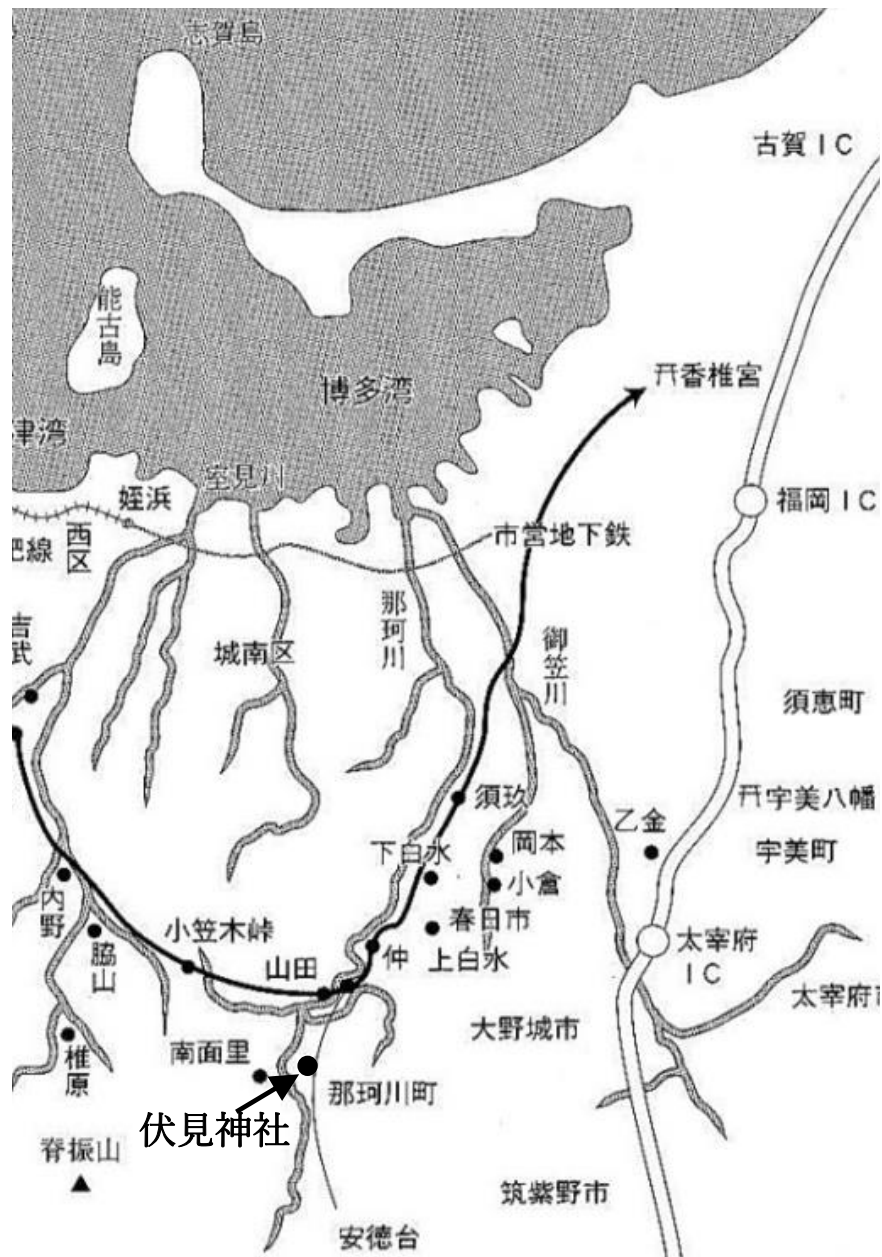 志賀島
古賀IC
能古島
博多湾
香椎宮
津湾
室見川
姪浜
福岡IC
西区
市営地下鉄
肥線
吉武
那珂川
城南区
御笠川
須恵町
須玖
宇美八幡
乙金
下白水
岡本
宇美町
小倉
内野
春日市
小笠木峠
脇山
山田
仲
上白水
太宰府IC
太宰府市
大野城市
椎原
南面里
那珂川町
伏見神社
脊振山
筑紫野市
安徳台